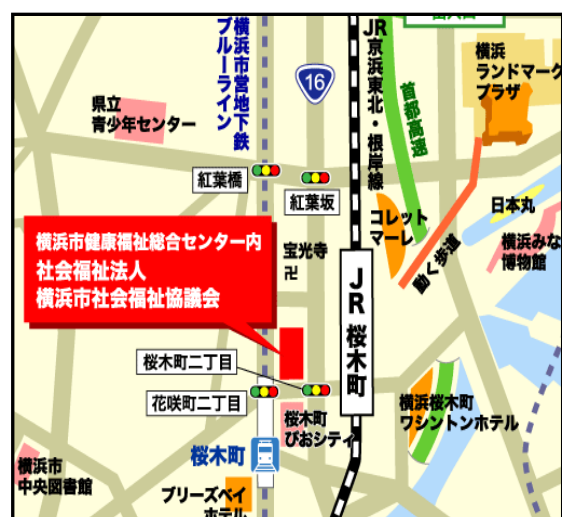 出入口
横浜市営地下鉄
ブルーライン
16
JR京浜東北・根岸線
首都高速
横浜
ランドマーク
プラザ
県立
青少年センター
紅葉橋
紅葉坂
コレット
マーレ
日本丸
横浜みな
博物館
動く歩道
横浜市健康福祉総合センター内
社会福祉法人
横浜市社会福祉協議会
宝光寺
卍
JR桜木町
桜木町二丁目
花咲町二丁目
桜木町
ぴおシティ
横浜桜木町
ワシントンホテル
桜木町
横浜市
中央図書館
ブリーズベイ
ホテル